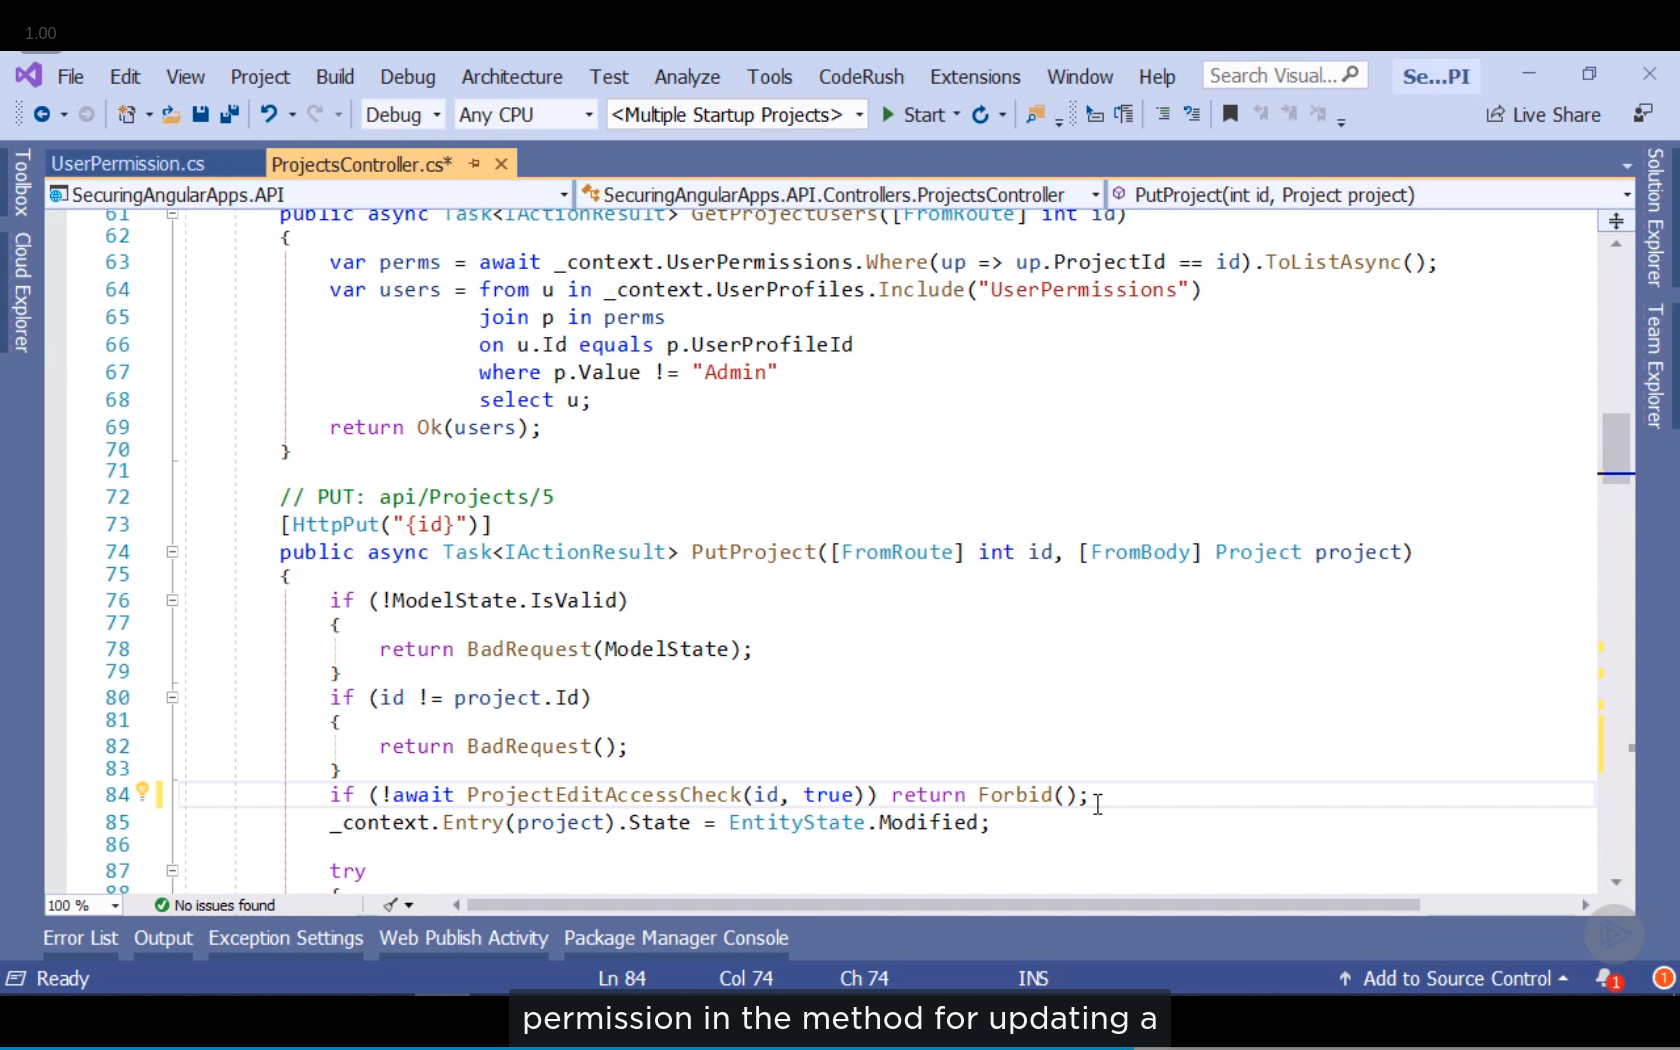 1.00
File Edit View Project Build Debug Architecture Test Tools Analyze CodeRush Extensions Window Help Search Visual... Se...PI
Debug Any CPU <Multiple Startup Projects> Start Live Share
UserPermission.cs ProjectsController.cs*
SecuringAngularApps.API SecuringAngularApps.API.Controllers.ProjectsController PutProject(int id, Project project)
Toolbox
Cloud Explorer
Solution Explorer
Team Explorer
61 public async Task<IActionResult> GetProjectUsers([FromRoute] int id)
62 {
63 var perms = await _context.UserPermissions.Where(up => up.ProjectId == id).ToListAsync();
64 var users = from u in _context.UserProfiles.Include("UserPermissions")
65 join p in perms
66 on u.Id equals p.UserProfileId
67 where p.Value != "Admin"
68 select u;
69 return Ok(users);
70 }
71
72 // PUT: api/Projects/5
73 [HttpPut("{id}")]
74 public async Task<IActionResult> PutProject([FromRoute] int id, [FromBody] Project project)
75 {
76 if (!ModelState.IsValid)
77 {
78 return BadRequest(ModelState);
79 }
80 if (id != project.Id)
81 {
82 return BadRequest();
83 }
84 if (!await ProjectEditAccessCheck(id, true)) return Forbid();
85 _context.Entry(project).State = EntityState.Modified;
86
87 try
88 {
100 % No issues found
Error List Output Exception Settings Web Publish Activity Package Manager Console
Ready Ln 84 Col 74 Ch 74 INS Add to Source Control 1 1
permission in the method for updating a